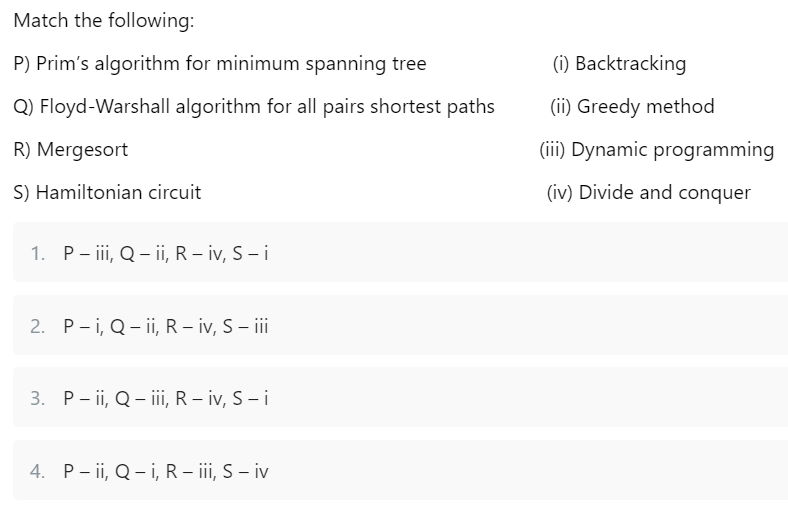 Match the following:
P) Prim's algorithm for minimum spanning tree (i) Backtracking
Q) Floyd-Warshall algorithm for all pairs shortest paths (ii) Greedy method
R) Mergesort (iii) Dynamic programming
S) Hamiltonian circuit (iv) Divide and conquer
1. P – iii, Q – ii, R – iv, S – i
2. P – i, Q – ii, R – iv, S – iii
3. P – ii, Q – iii, R – iv, S – i
4. P – ii, Q – i, R – iii, S – iv